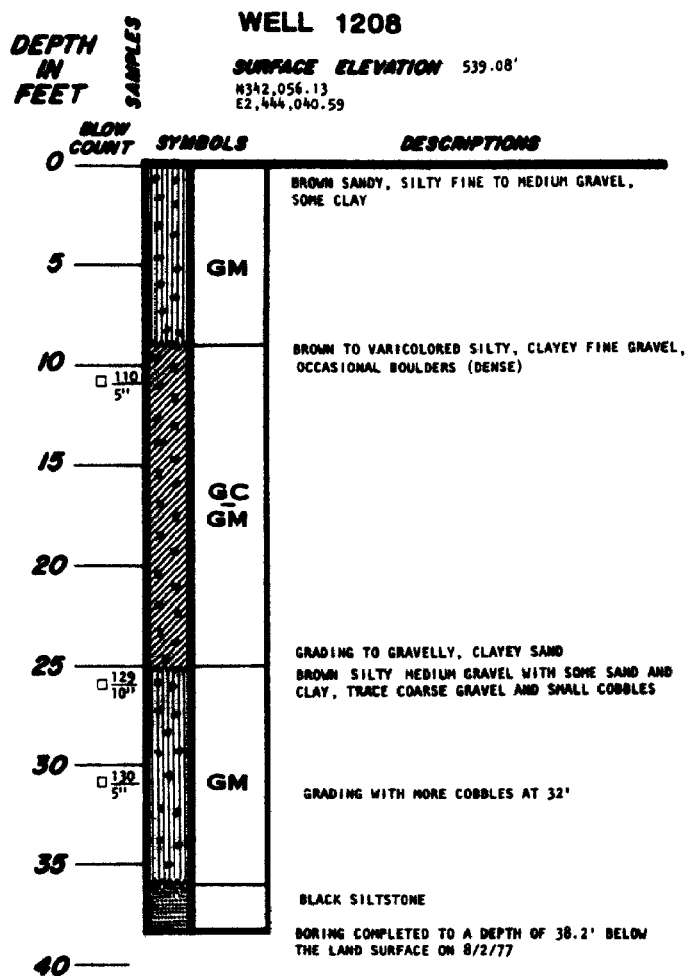 WELL 1208
DEPTH
IN
FEET
SAMPLES
SURFACE ELEVATION 539.08'
N342,056.13
E2,444,040.59
BLOW
COUNT
SYMBOLS
DESCRIPTIONS
0
BROWN SANDY, SILTY FINE TO MEDIUM GRAVEL,
SOME CLAY
5
GM
BROWN TO VARICOLORED SILTY, CLAYEY FINE GRAVEL,
OCCASIONAL BOULDERS (DENSE)
10
110
5"
15
GC
–
GM
20
GRADING TO GRAVELLY, CLAYEY SAND
25
BROWN SILTY MEDIUM GRAVEL WITH SOME SAND AND
CLAY, TRACE COARSE GRAVEL AND SMALL COBBLES
129
10"
30
130
5"
GM
GRADING WITH MORE COBBLES AT 32'
35
BLACK SILTSTONE
BORING COMPLETED TO A DEPTH OF 38.2' BELOW
THE LAND SURFACE ON 8/2/77
40